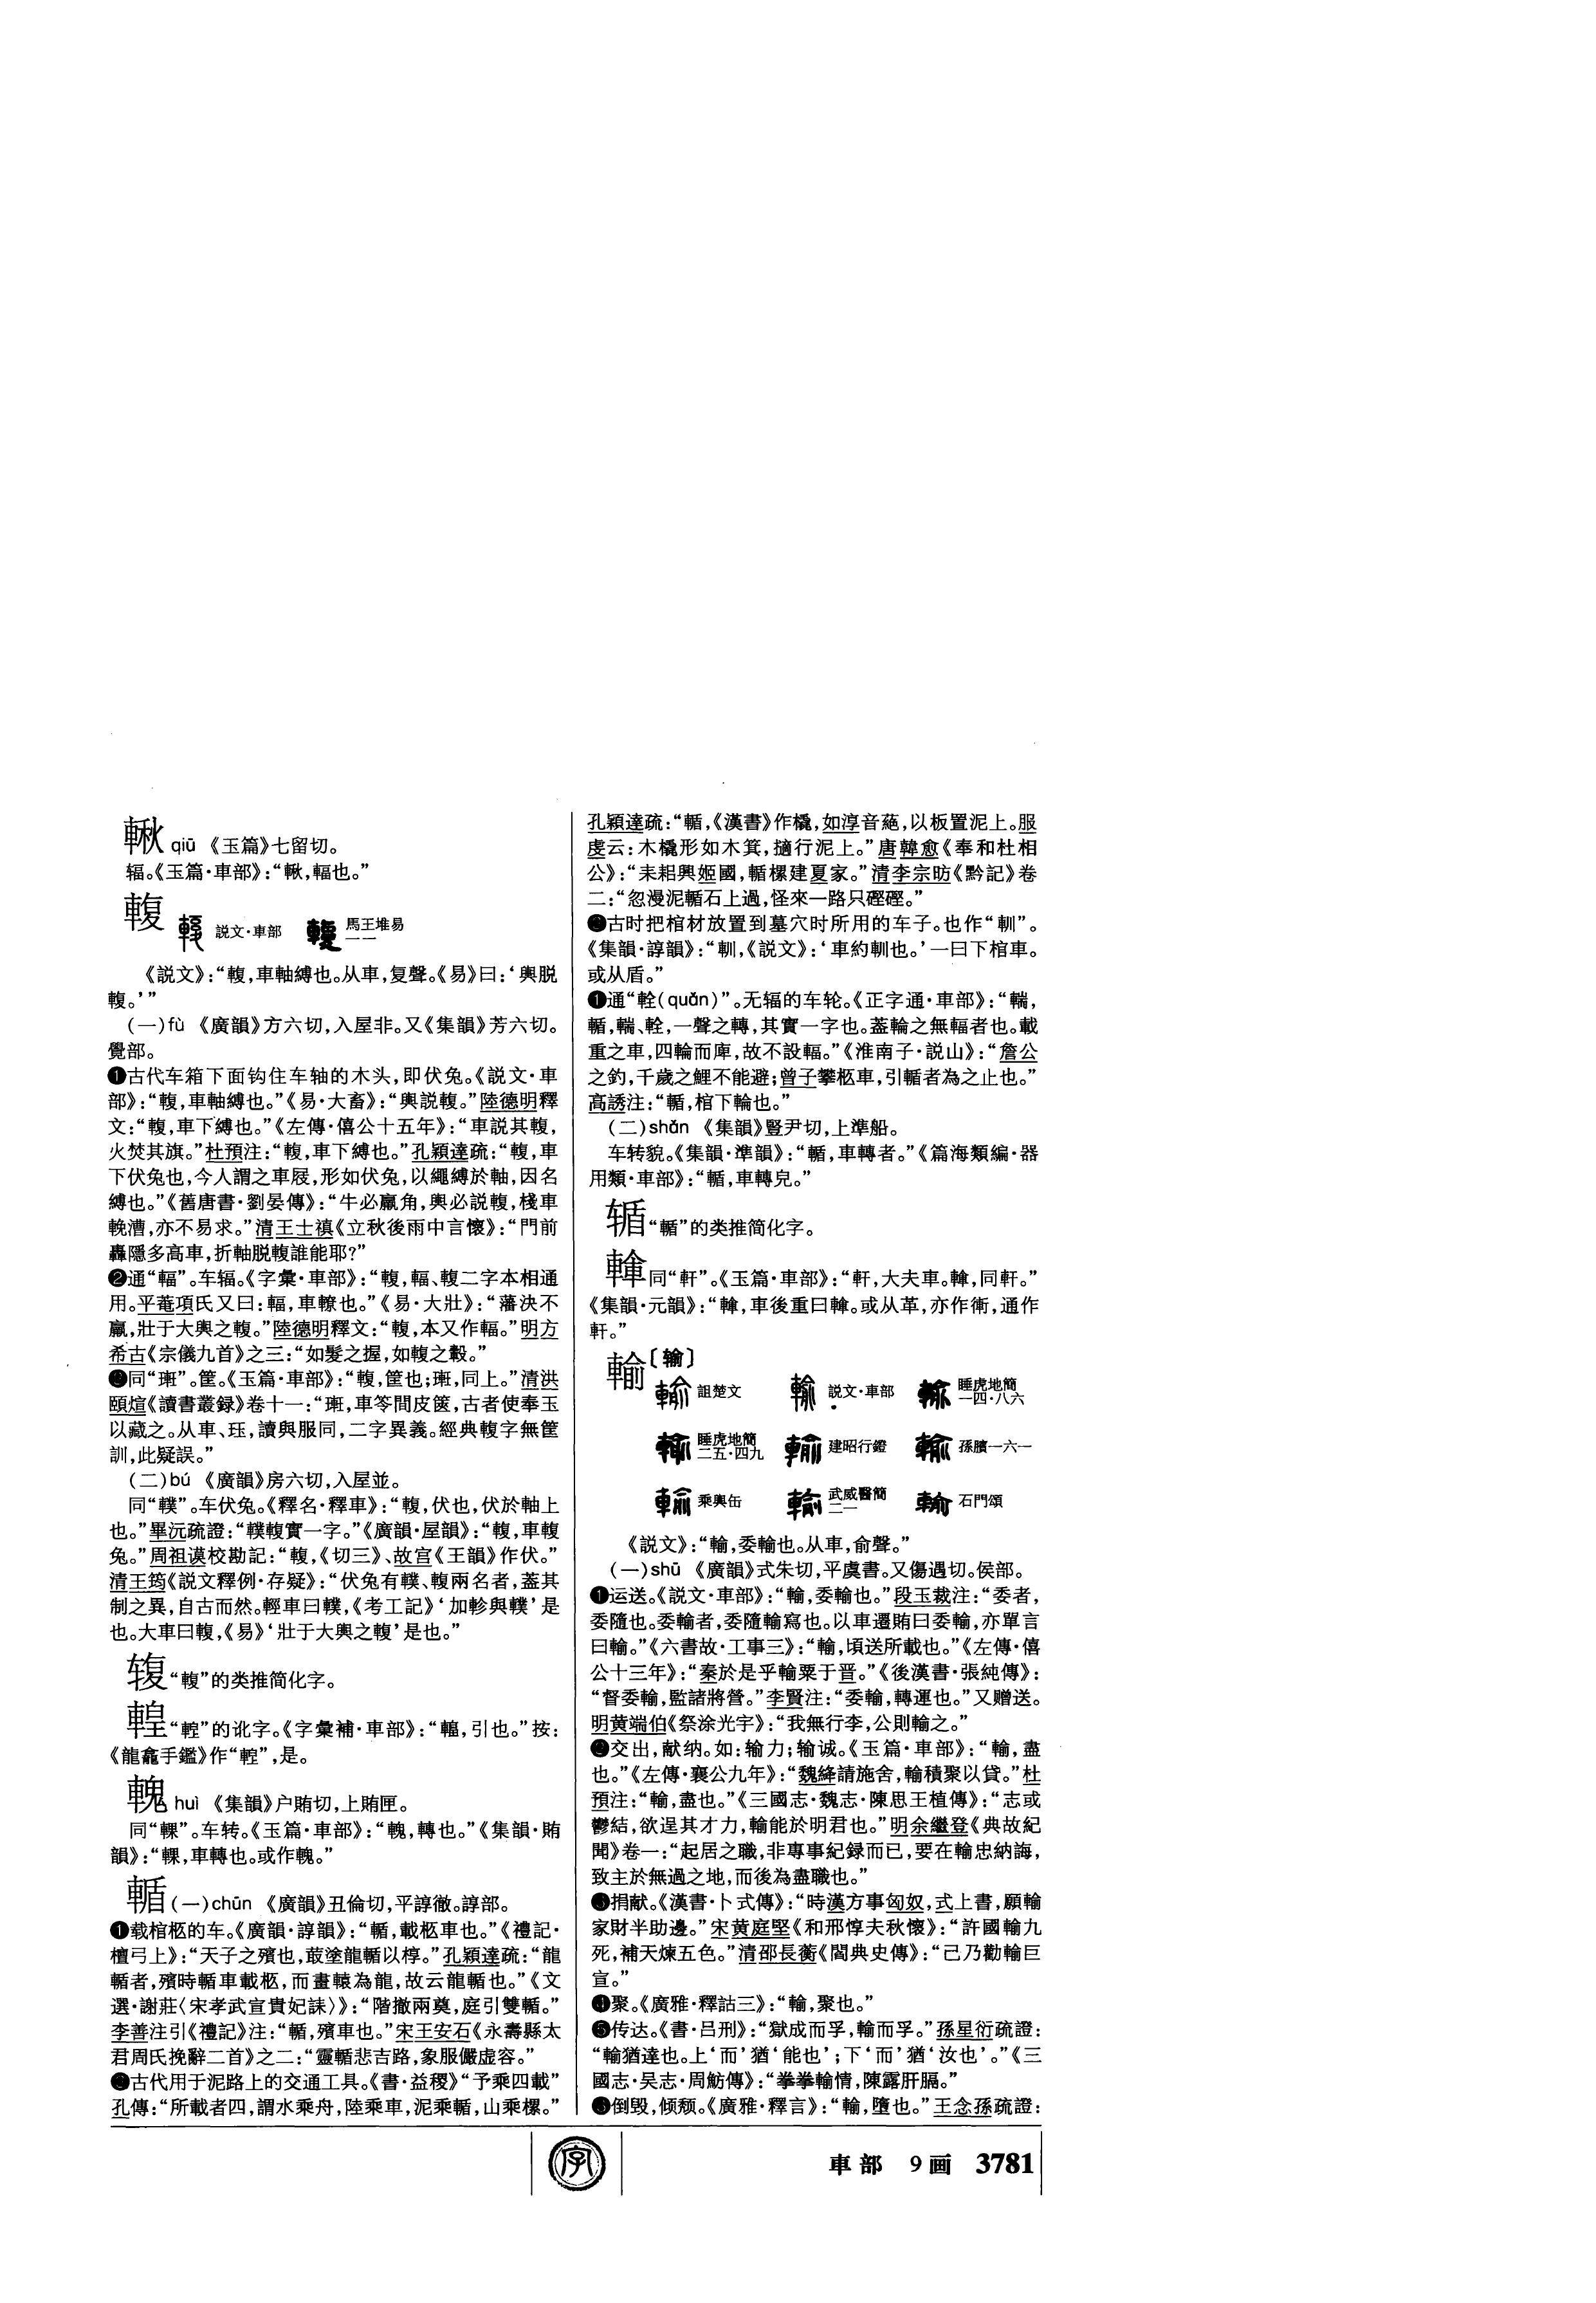 鞦 qiū 《玉篇》七留切。
辐。《玉篇·車部》：“䡣，輻也。”
輹 説文·車部 馬王堆易
一一
《説文》：“輹，車軸縛也。从車，复聲。《易》曰：‘輿脱
輹。’”
（一）fù 《廣韻》方六切，入屋非。又《集韻》芳六切。
覺部。
❶古代车箱下面钩住车轴的木头，即伏兔。《説文·車
部》：“輹，車軸縛也。”《易·大畜》：“輿説輹。”陸德明釋
文：“輹，車下縛也。”《左傳·僖公十五年》：“車説其輹，
火焚其旗。”杜預注：“輹，車下縛也。”孔穎達疏：“輹，車
下伏兔也，今人謂之車屐，形如伏兔，以繩縛於軸，因名
縛也。”《舊唐書·劉晏傳》：“牛必羸角，輿必説輹，棧車
輓漕，亦不易求。”清王士禛《立秋後雨中言懷》：“門前
轟隱多高車，折軸脱輹誰能耶？”
❷通“輻”。车辐。《字彙·車部》：“輹，輻、輹二字本相通
用。平菴項氏又曰：輻，車轑也。”《易·大壯》：“藩決不
羸，壯于大輿之輹。”陸德明釋文：“輹，本又作輻。”明方
希古《宗儀九首》之三：“如髮之握，如輹之轂。”
❸同“㻽”。筐。《玉篇·車部》：“輹，筐也；，同上。”清洪
頤煊《讀書叢録》卷十一：“，車笭間皮篋，古者使奉玉
以藏之。从車、玨，讀與服同，二字異義。經典輹字無筐
訓，此疑誤。”
（二）bú 《廣韻》房六切，入屋並。
同“轐”。车伏兔。《釋名·釋車》：“輹，伏也，伏於軸上
也。”畢沅疏證：“轐輹實一字。”《廣韻·屋韻》：“輹，車輹
兔。”周祖谟校勘記：“輹，《切三》、故宫《王韻》作伏。”
清王筠《説文釋例·存疑》：“伏兔有轐、輹兩名者，蓋其
制之異，自古而然。輕車曰轐，《考工記》‘加軫與轐’是
也。大車曰輹，《易》‘壯于大輿之輹’是也。”
“輹”的类推简化字。
“䡈”的讹字。《字彙補·車部》：“，引也。”按：
《龍龕手鑑》作“”，是。
huì 《集韻》户賄切，上賄匣。
同“輠”。车转。《玉篇·車部》：“，轉也。”《集韻·賄
韻》：“輠，車轉也。或作。”
輴（一）chūn 《廣韻》丑倫切，平諄徹。諄部。
❶载棺柩的车。《廣韻·諄韻》：“輴，載柩車也。”《禮記·
檀弓上》：“天子之殯也，菆塗龍輴以椁。”孔穎達疏：“龍
輴者，殯時輴車載柩，而畫轅為龍，故云龍輴也。”《文
選·謝莊〈宋孝武宣貴妃誄〉》：“階撤兩奠，庭引雙輴。”
李善注引《禮記》注：“輴，殯車也。”宋王安石《永壽縣太
君周氏挽辭二首》之二：“靈輴悲吉路，象服儼虚容。”
❷古代用于泥路上的交通工具。《書·益稷》“予乘四載”
孔傳：“所載者四，謂水乘舟，陸乘車，泥乘輴，山乘樏。”
孔穎達疏：“輴，《漢書》作橇，如淳音蕝，以板置泥上。服
虔云：木橇形如木箕，擿行泥上。”唐韓愈《奉和杜相
公》：“耒耜興姬國，輴樏建夏家。”清李宗昉《黔記》卷
二：“忽漫泥輴石上過，怪來一路只磴磴。”
❸古时把棺材放置到墓穴时所用的车子。也作“䡅”。
《集韻·諄韻》：“䡅，《説文》：‘車約䡅也。’一曰下棺車。
或从盾。”
❹通“輇（quǎn）”。无辐的车轮。《正字通·車部》：“輲，
輴，輲、輇，一聲之轉，其實一字也。蓋輪之無輻者也。載
重之車，四輪而庳，故不設輻。”《淮南子·説山》：“詹公
之釣，千歲之鯉不能避；曾子攀柩車，引輴者為之止也。”
高誘注：“輴，棺下輪也。”
（二）shǎn 《集韻》豎尹切，上準船。
车转貌。《集韻·準韻》：“輴，車轉者。”《篇海類編·器
用類·車部》：“輴，車轉皃。”
“輴”的类推简化字。
同“軒”。《玉篇·車部》：“軒，大夫車。，同軒。”
《集韻·元韻》：“，車後重曰。或从革，亦作衛，通作
軒。”
輸〔输〕
詛楚文 説文·車部 睡虎地簡
一四·八六
睡虎地簡
二五·四九 建昭行鐙 孫臏一六一
乘輿缶 武威醫簡
二一 石門頌
《説文》：“輸，委輸也。从車，俞聲。”
（一）shū 《廣韻》式朱切，平虞書。又傷遇切。侯部。
❶运送。《説文·車部》：“輸，委輸也。”段玉裁注：“委者，
委隨也。委輸者，委隨輸寫也。以車遷賄曰委輸，亦單言
曰輸。”《六書故·工事三》：“輸，頃送所載也。”《左傳·僖
公十三年》：“秦於是乎輸粟于晋。”《後漢書·張純傳》：
“督委輸，監諸將營。”李賢注：“委輸，轉運也。”又赠送。
明黄端伯《祭涂光宇》：“我無行李，公則輸之。”
❷交出，献纳。如：输力；输诚。《玉篇·車部》：“輸，盡
也。”《左傳·襄公九年》：“魏絳請施舍，輸積聚以貸。”杜
預注：“輸，盡也。”《三國志·魏志·陳思王植傳》：“志或
鬱結，欲逞其才力，輸能於明君也。”明余繼登《典故紀
聞》卷一：“起居之職，非專事紀録而已，要在輸忠納誨，
致主於無過之地，而後為盡職也。”
❸捐献。《漢書·卜式傳》：“時漢方事匈奴，式上書，願輸
家財半助邊。”宋黄庭堅《和邢惇夫秋懷》：“許國輸九
死，補天煉五色。”清邵長蘅《閻典史傳》：“己乃勸輸巨
宣。”
❹聚。《廣雅·釋詁三》：“輸，聚也。”
❺传达。《書·吕刑》：“獄成而孚，輸而孚。”孫星衍疏證：
“輸猶達也。上‘而’猶‘能也’；下‘而’猶‘汝也’。”《三
國志·吴志·周魴傳》：“拳拳輸情，陳露肝膈。”
❻倒毁，倾颓。《廣雅·釋言》：“輸，墮也。”王念孫疏證：
字
車部 9画 3781